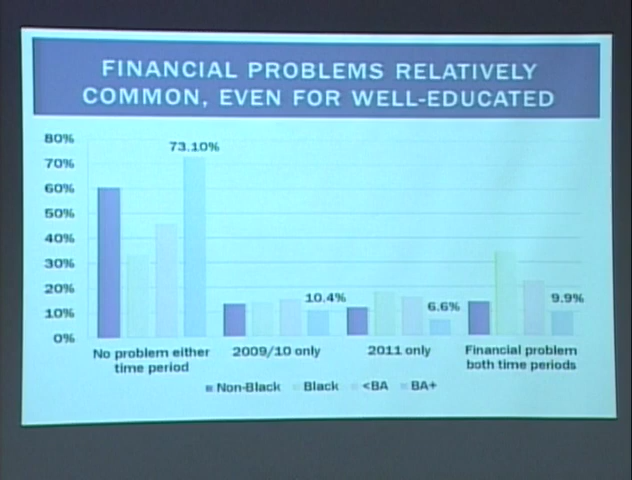 FINANCIAL PROBLEMS RELATIVELY
COMMON, EVEN FOR WELL-EDUCATED
80%
70%
60%
50%
40%
30%
20%
10%
0%
73.10%
10.4%
6.6%
9.9%
No problem either
time period
2009/10 only
2011 only
Financial problem
both time periods
Non-Black Black <BA BA+